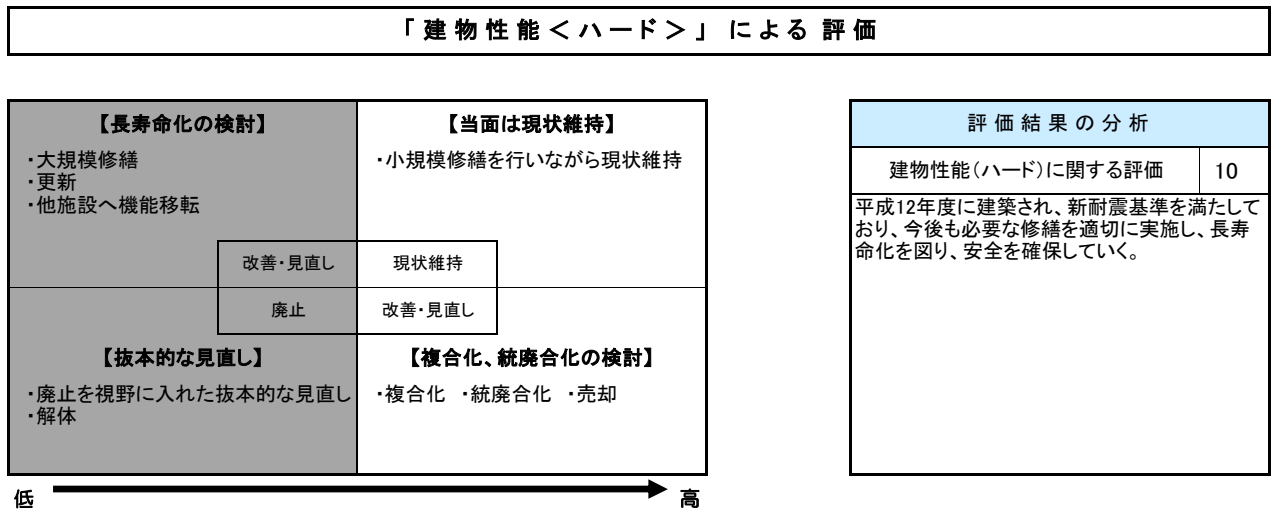 「建物性能＜ハード＞」による評価
【長寿命化の検討】
・大規模修繕
・更新
・他施設へ機能移転
【当面は現状維持】
・小規模修繕を行いながら現状維持
改善・見直し
現状維持
廃止
改善・見直し
【抜本的な見直し】
・廃止を視野に入れた抜本的な見直し
・解体
【複合化、統廃合化の検討】
・複合化 ・統廃合化 ・売却
低
高
評価結果の分析
建物性能（ハード）に関する評価 10
平成12年度に建築され、新耐震基準を満たして
おり、今後も必要な修繕を適切に実施し、長寿
命化を図り、安全を確保していく。